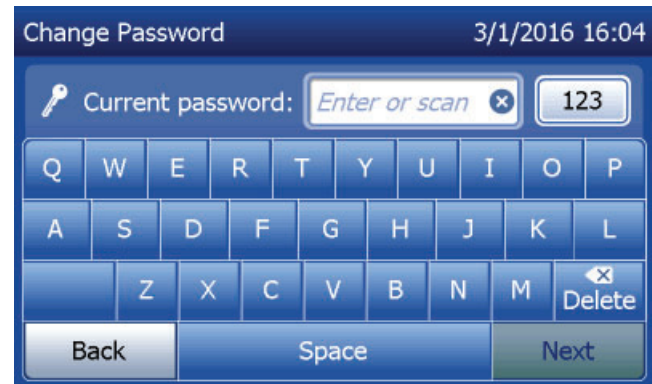 Change Password 3/1/2016 16:04
Current password: Enter or scan 123
Q W E R T Y U I O P
A S D F G H J K L
Z X C V B N M Delete
Back Space Next